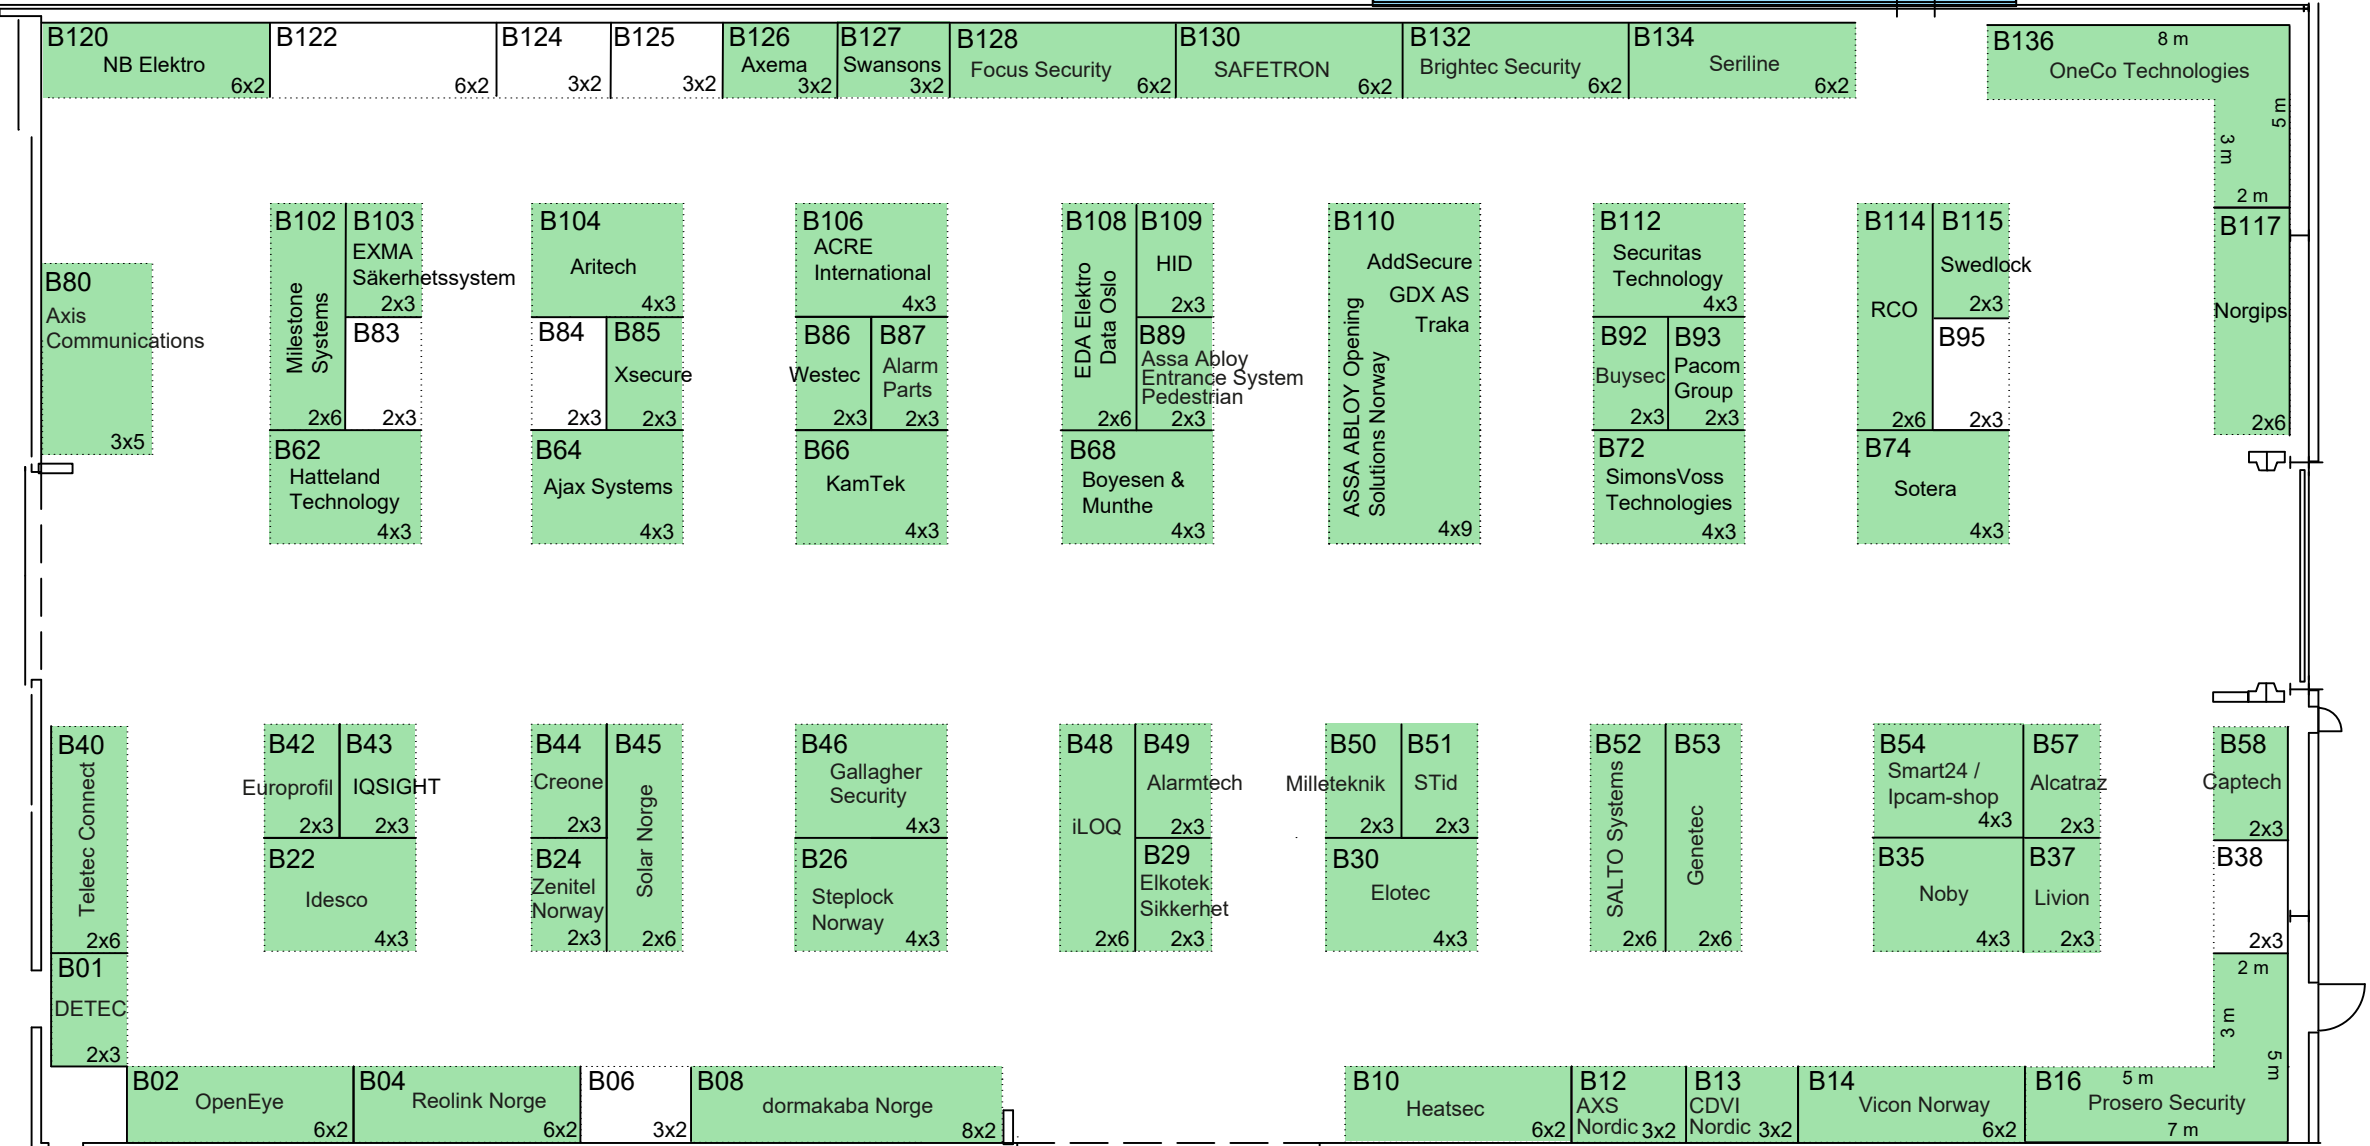 B120
NB Elektro
6x2
B122
6x2
B124
3x2
B125
3x2
B126
Axema
3x2
B127
Swansons
3x2
B128
Focus Security
6x2
B130
SAFETRON
6x2
B132
Brightec Security
6x2
B134
Seriline
6x2
B136
8 m
OneCo Technologies
5 m
3 m
2 m
B80
Axis
Communications
3x5
B102
Milestone
Systems
2x6
B103
EXMA
Säkerhetssystem
2x3
B83
2x3
B62
Hatteland
Technology
4x3
B104
Aritech
4x3
B84
2x3
B85
Xsecure
2x3
B64
Ajax Systems
4x3
B106
ACRE
International
4x3
B86
Westec
2x3
B87
Alarm
Parts
2x3
B66
KamTek
4x3
B108
EDA Elektro
Data Oslo
2x6
B109
HID
2x3
B89
Assa Abloy
Entrance System
Pedestrian
2x3
B68
Boyesen &
Munthe
4x3
B110
AddSecure
GDX AS
Traka
ASSA ABLOY Opening
Solutions Norway
4x9
B112
Securitas
Technology
4x3
B92
Buysec
2x3
B93
Pacom
Group
2x3
B72
SimonsVoss
Technologies
4x3
B114
RCO
2x6
B115
Swedlock
2x3
B95
2x3
B74
Sotera
4x3
B117
Norgips
2x6
B40
Teletec Connect
2x6
B01
DETEC
2x3
B42
Europrofil
2x3
B43
IQSIGHT
2x3
B22
Idesco
4x3
B44
Creone
2x3
B24
Zenitel
Norway
2x3
B45
Solar Norge
2x6
B46
Gallagher
Security
4x3
B26
Steplock
Norway
4x3
B48
iLOQ
2x6
B49
Alarmtech
2x3
B29
Elkotek
Sikkerhet
2x3
B50
Milleteknik
2x3
B51
STid
2x3
B30
Elotec
4x3
B52
SALTO Systems
2x6
B53
Genetec
2x6
B54
Smart24 /
Ipcam-shop
4x3
B57
Alcatraz
2x3
B35
Noby
4x3
B37
Livion
2x3
B58
Captech
2x3
B38
2x3
B02
OpenEye
6x2
B04
Reolink Norge
6x2
B06
3x2
B08
dormakaba Norge
8x2
B10
Heatsec
6x2
B12
AXS
Nordic 3x2
B13
CDVI
Nordic 3x2
B14
Vicon Norway
6x2
2 m
3 m
5 m
B16
5 m
Prosero Security
7 m